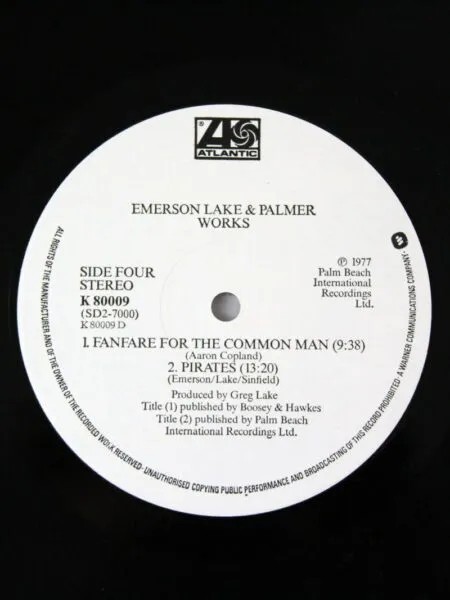 ATLANTIC
EMERSON LAKE & PALMER
WORKS
SIDE FOUR
STEREO
K 80009
(SD2-7000)
K 80009 D
℗ 1977
Palm Beach
International
Recordings
Ltd.
1. FANFARE FOR THE COMMON MAN (9:38)
(Aaron Copland)
2. PIRATES (13:20)
(Emerson/Lake/Sinfield)
Produced by Greg Lake
Title (1) published by Boosey & Hawkes
Title (2) published by Palm Beach
International Recordings Ltd.
ALL RIGHTS OF THE MANUFACTURER AND OF THE OWNER OF THE RECORDED WORK RESERVED· UNAUTHORISED COPYING PUBLIC PERFORMANCE AND BROADCASTING OF THIS RECORD PROHIBITED· A WARNER COMMUNICATIONS COMPANY·